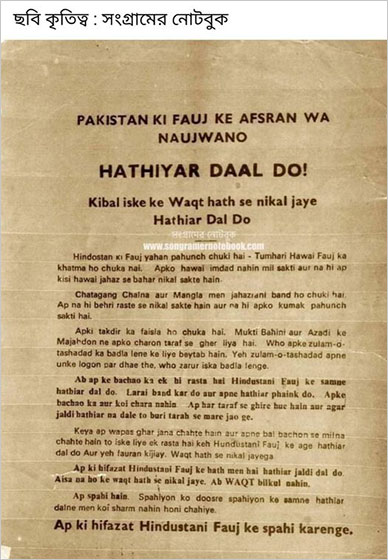 ছবি কৃতিত্ব : সংগ্রামের নোটবুক
PAKISTAN KI FAUJ KE AFSRAN WA
NAUJWANO
HATHIYAR DAAL DO!
Kibal iske ke Waqt hath se nikal jaye
Hathiar Dal Do
সংগ্রামের নোটবুক
www.songramernotebook.com
Hindostan ki Fauj yahan pahunch chuki hai - Tumhari Hawai Fauj ka
khatma ho chuka hai. Apko hawai imdad nahin mil sakti aur na hi ap
kisi hawai jahaz se bahar nikal sakte hain.
Chatagang Chalna aur Mangla men jahazrani band ho chuki hai.
Ap na hi behri raste se nikal sakte hain aur na hi apko kumak pahunch
sakti hai.
Apki takdir ka faisla ho chuka hai. Mukti Bahini aur Azadi ke
Majahdon ne apko charon taraf se gher liya hai. Who apke zulam-o-
tashadad ka badla lene ke liye beytab hain. Yeh zulam-o-tashadad apne
unke logon par dhae the, who zarur iska badla lenge.
Ab ap ke bachao ka ek hi rasta hai Hindustani Fauj ke samne
hathiar dal do. Larai band kar do aur apne hathiar phaink do. Apke
bachao ka aur koi chara nahin Ap har taraf se ghire huc hain aur agar
jaldi hathiar na dale to buri tarah se mare jao ge.
Keya ap wapas ghar jana chahte hain aur apne bal bachon se milna
chahte hain to iske liye ek rasta hai keh Hundustani Fauj ke age hathiar
dal do Aur yeh fauran kijiay. Waqt hath se nikal jayega
Ap ki hifazat Hindustani Fauj ke hath men hai hathiar jaldi dal do.
Aisa na ho ke waqt hath se nikal jaye. Ab WAQT bilkul nahin.
Ap spahi hain. Spahiyon ko doosre spahiyon ke samne hathiar
dalne men koi sharm nahin honi chahiye.
Ap ki hifazat Hindustani Fauj ke spahi karenge.